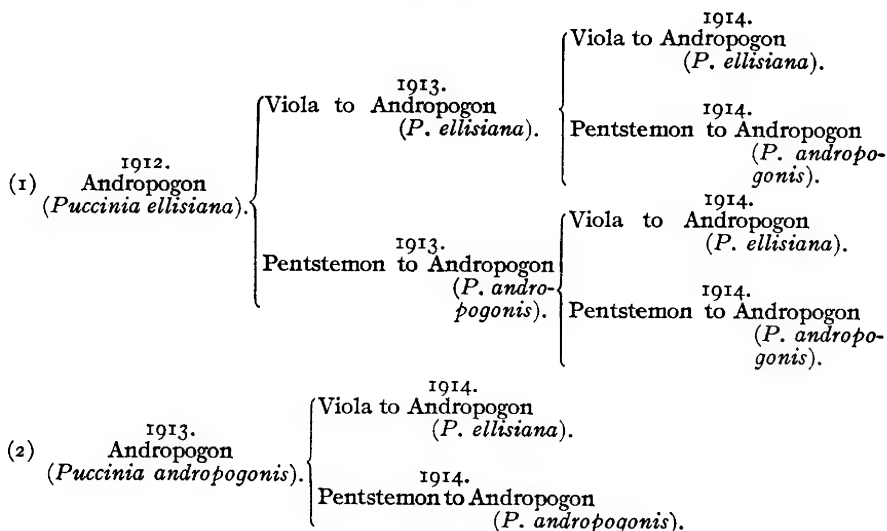 1914.
Viola to Andropogon
(P. ellisiana).
1913.
Viola to Andropogon
(P. ellisiana).
1914.
Pentstemon to Andropogon
(P. andropo-
gonis).
1912.
(1) Andropogon
(Puccinia ellisiana).
1914.
Viola to Andropogon
(P. ellisiana).
1913.
Pentstemon to Andropogon
(P. andro-
pogonis).
1914.
Pentstemon to Andropogon
(P. andropo-
gonis).
1914.
Viola to Andropogon
(P. ellisiana).
1913.
(2) Andropogon
(Puccinia andropogonis).
1914.
Pentstemon to Andropogon
(P. andropogonis).